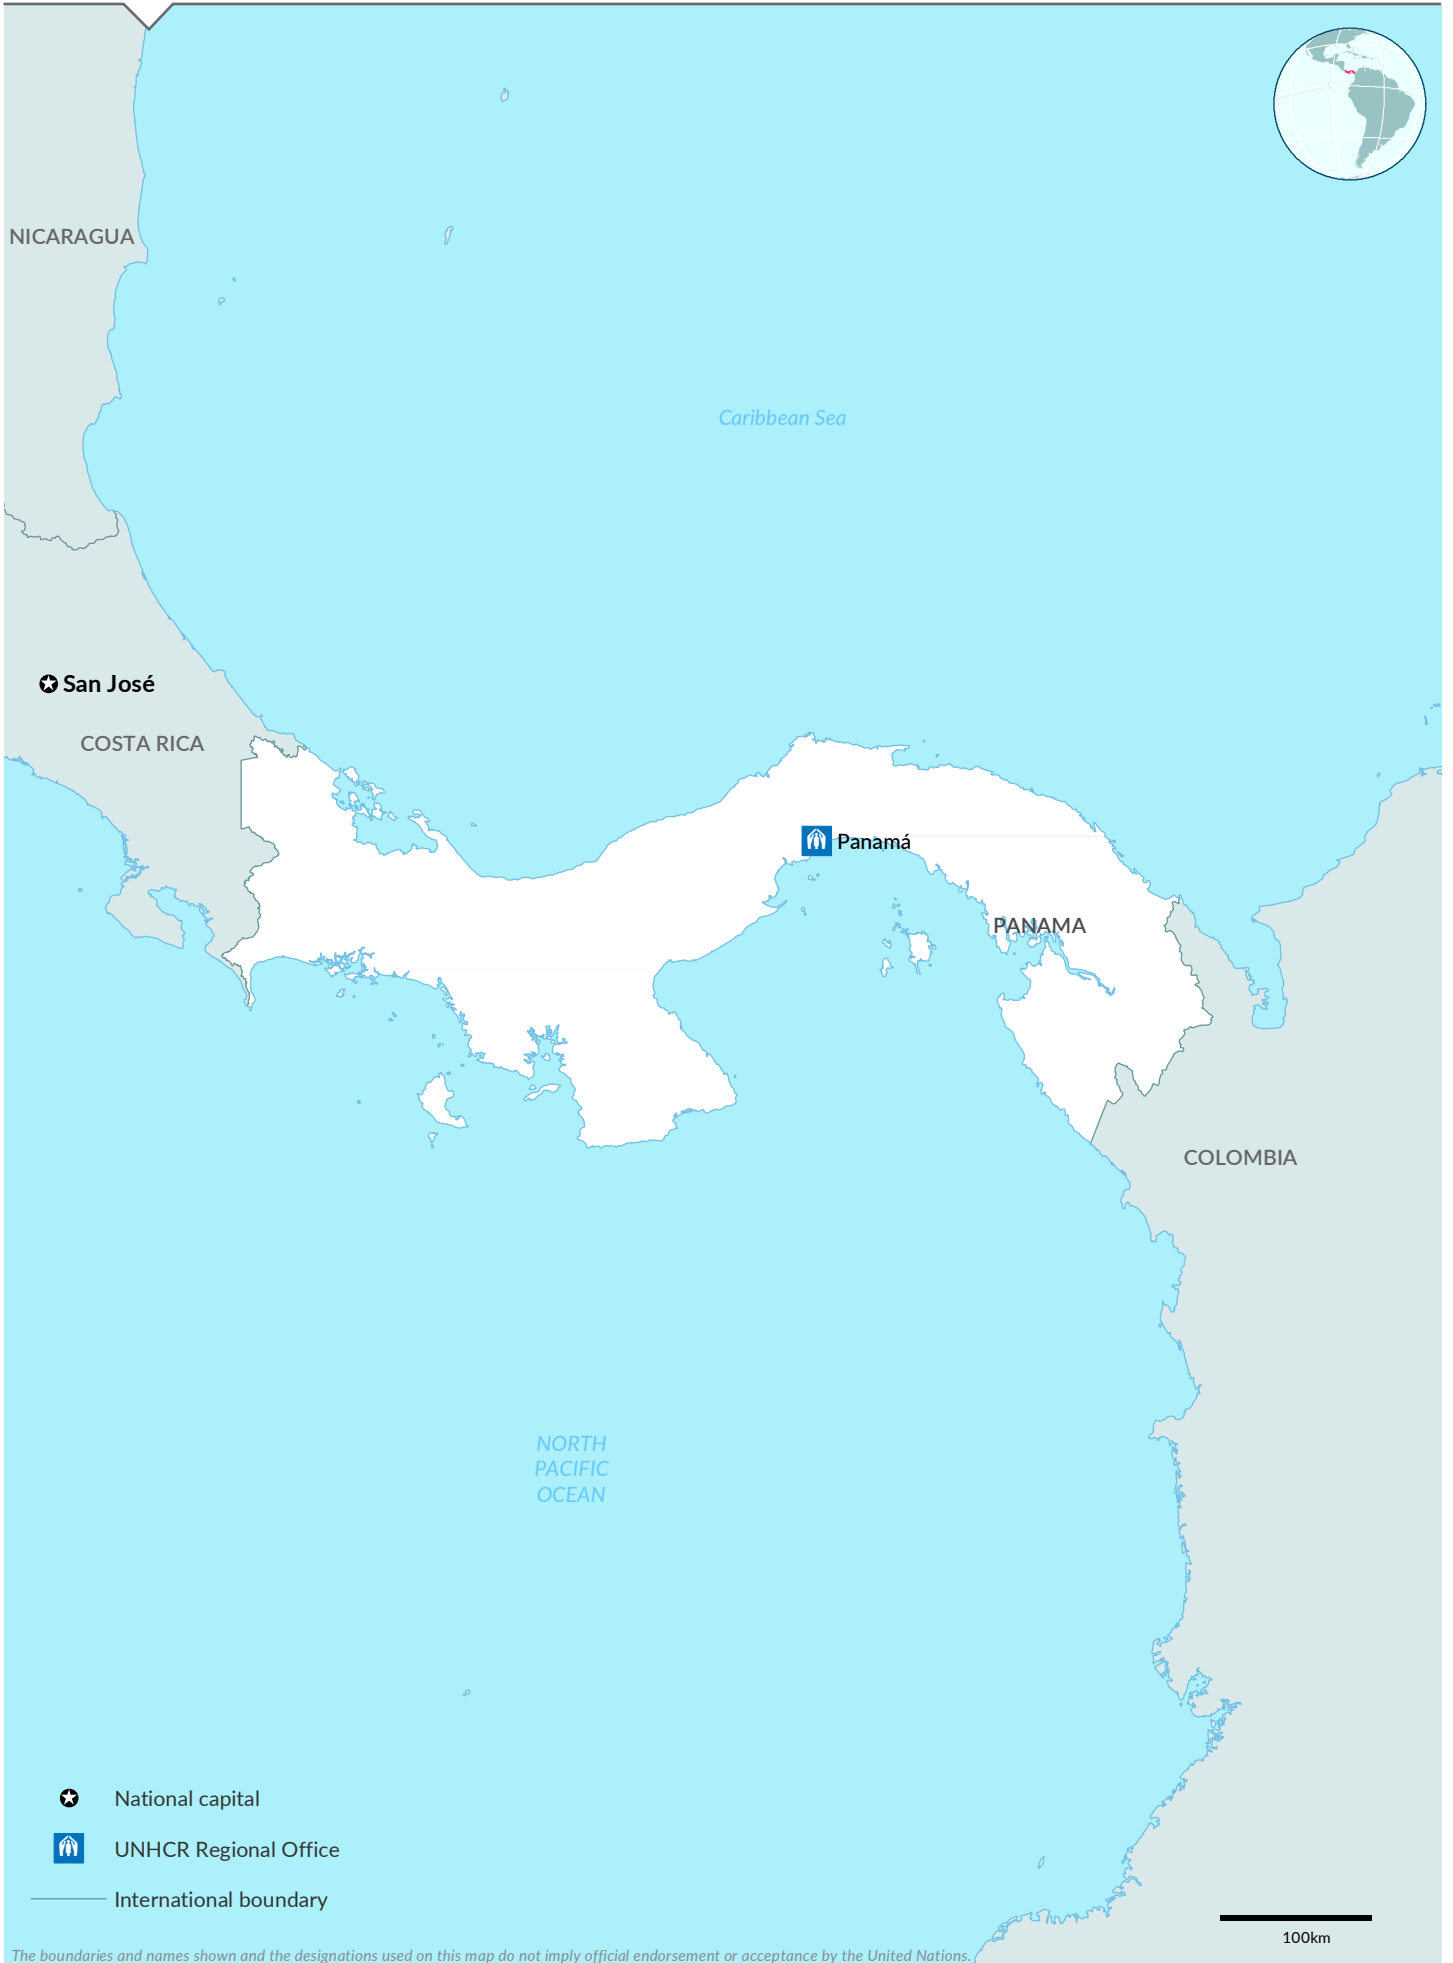 NICARAGUA
Caribbean Sea
San José
COSTA RICA
Panamá
PANAMA
COLOMBIA
NORTH
PACIFIC
OCEAN
National capital
UNHCR Regional Office
International boundary
100km
The boundaries and names shown and the designations used on this map do not imply official endorsement or acceptance by the United Nations.